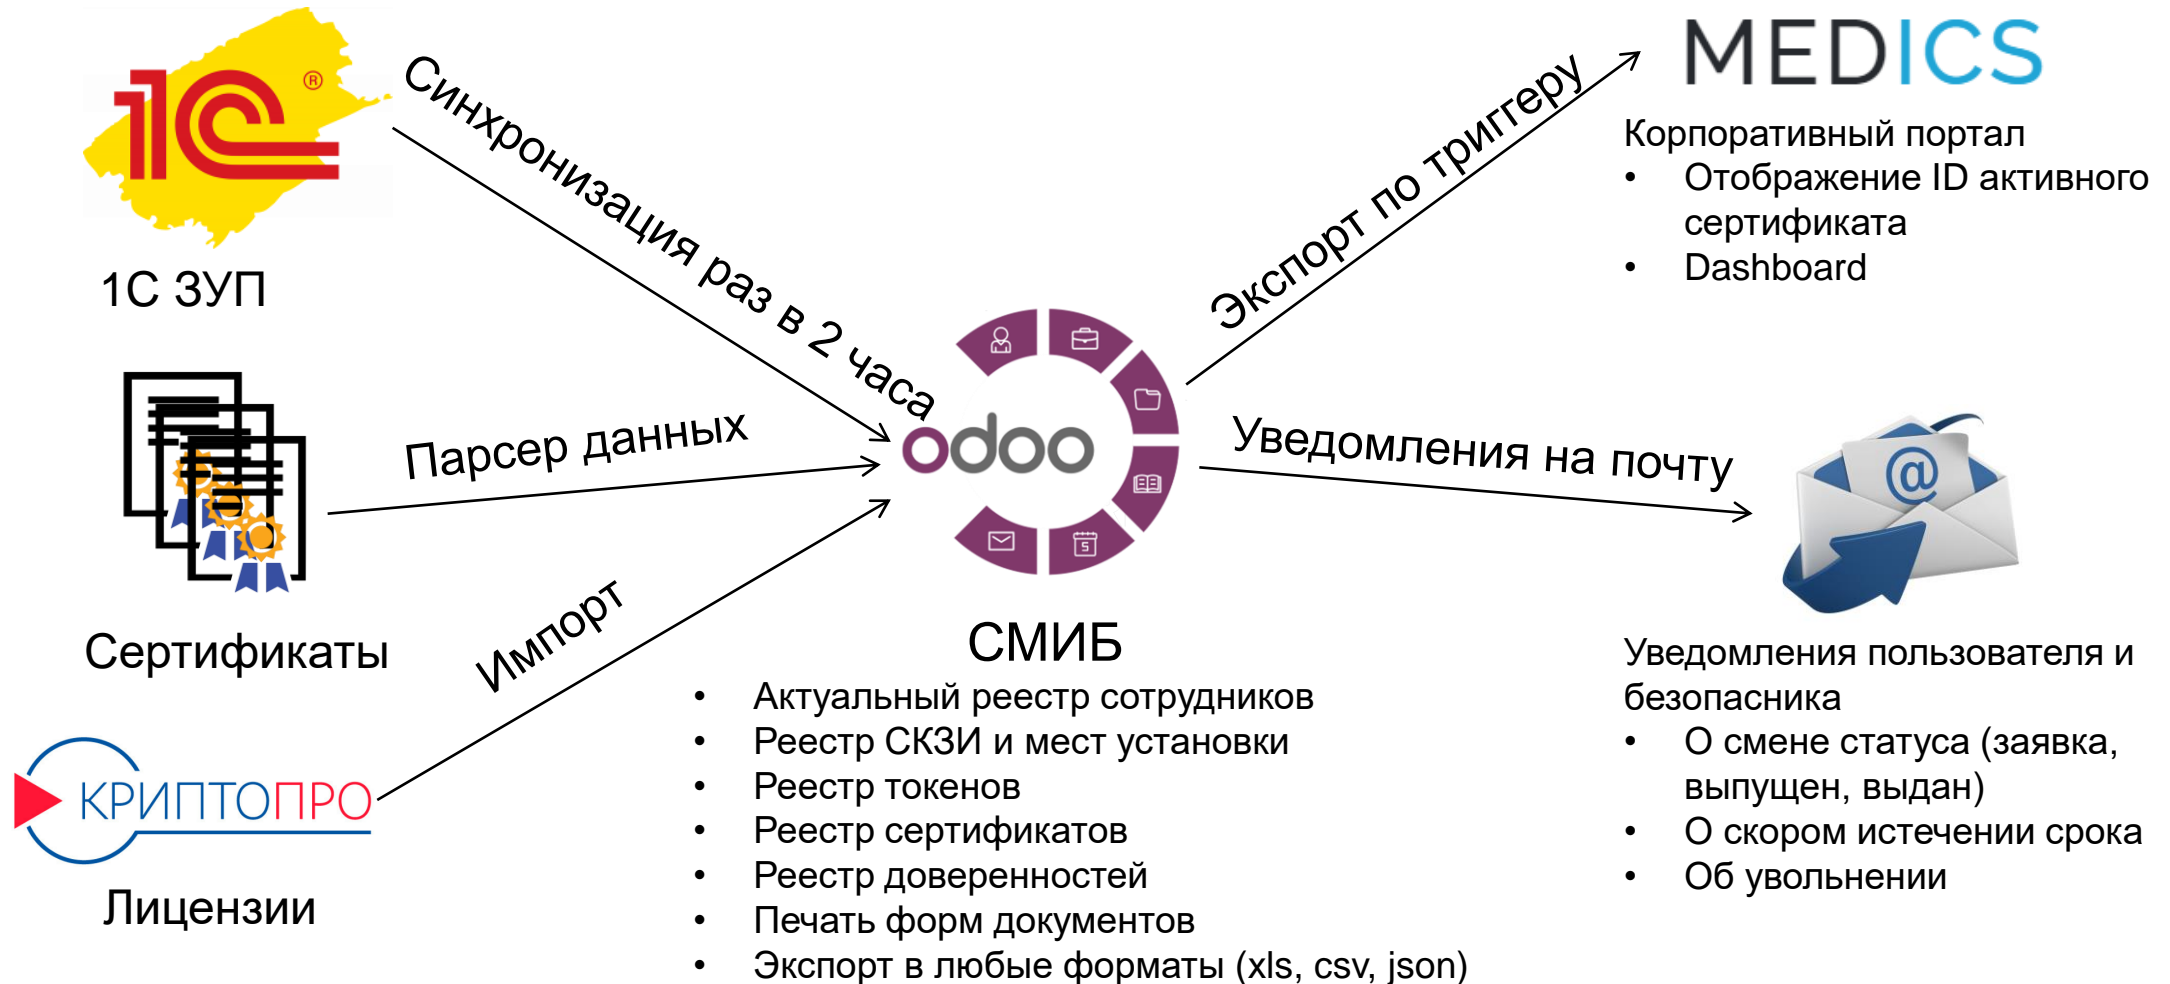 1С ®
1С ЗУП
Синхронизация раз в 2 часа
Сертификаты
Парсер данных
КРИПТОПРО
Лицензии
Импорт
odoo
5
СМИБ
• Актуальный реестр сотрудников
• Реестр СКЗИ и мест установки
• Реестр токенов
• Реестр сертификатов
• Реестр доверенностей
• Печать форм документов
• Экспорт в любые форматы (xls, csv, json)
Экспорт по триггеру
MEDICS
Корпоративный портал
• Отображение ID активного
сертификата
• Dashboard
Уведомления на почту
@
Уведомления пользователя и
безопасника
• О смене статуса (заявка,
выпущен, выдан)
• О скором истечении срока
• Об увольнении